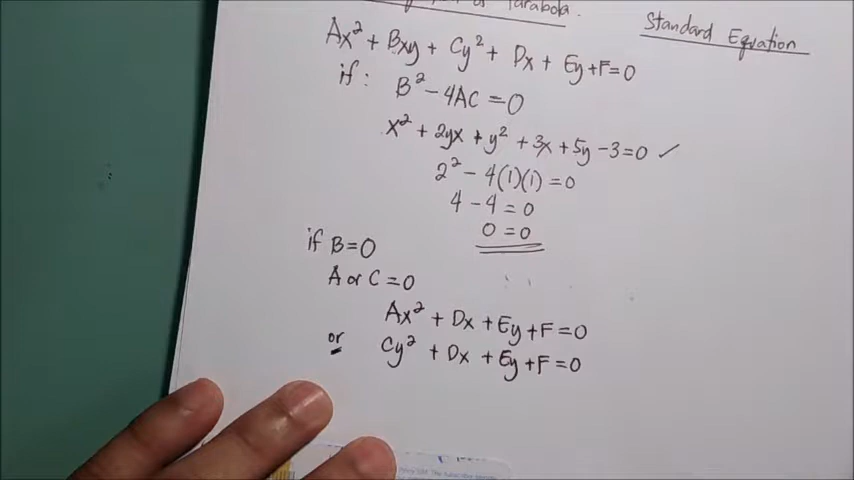 of Parabola.
Standard Equation
Ax² + Bxy + Cy² + Dx + Ey + F = 0
if : B² - 4AC = 0
x² + 2yx + y² + 3x + 5y - 3 = 0 ✓
2² - 4(1)(1) = 0
4 - 4 = 0
0 = 0
if B = 0
A or C = 0
Ax² + Dx + Ey + F = 0
or Cy² + Dx + Ey + F = 0